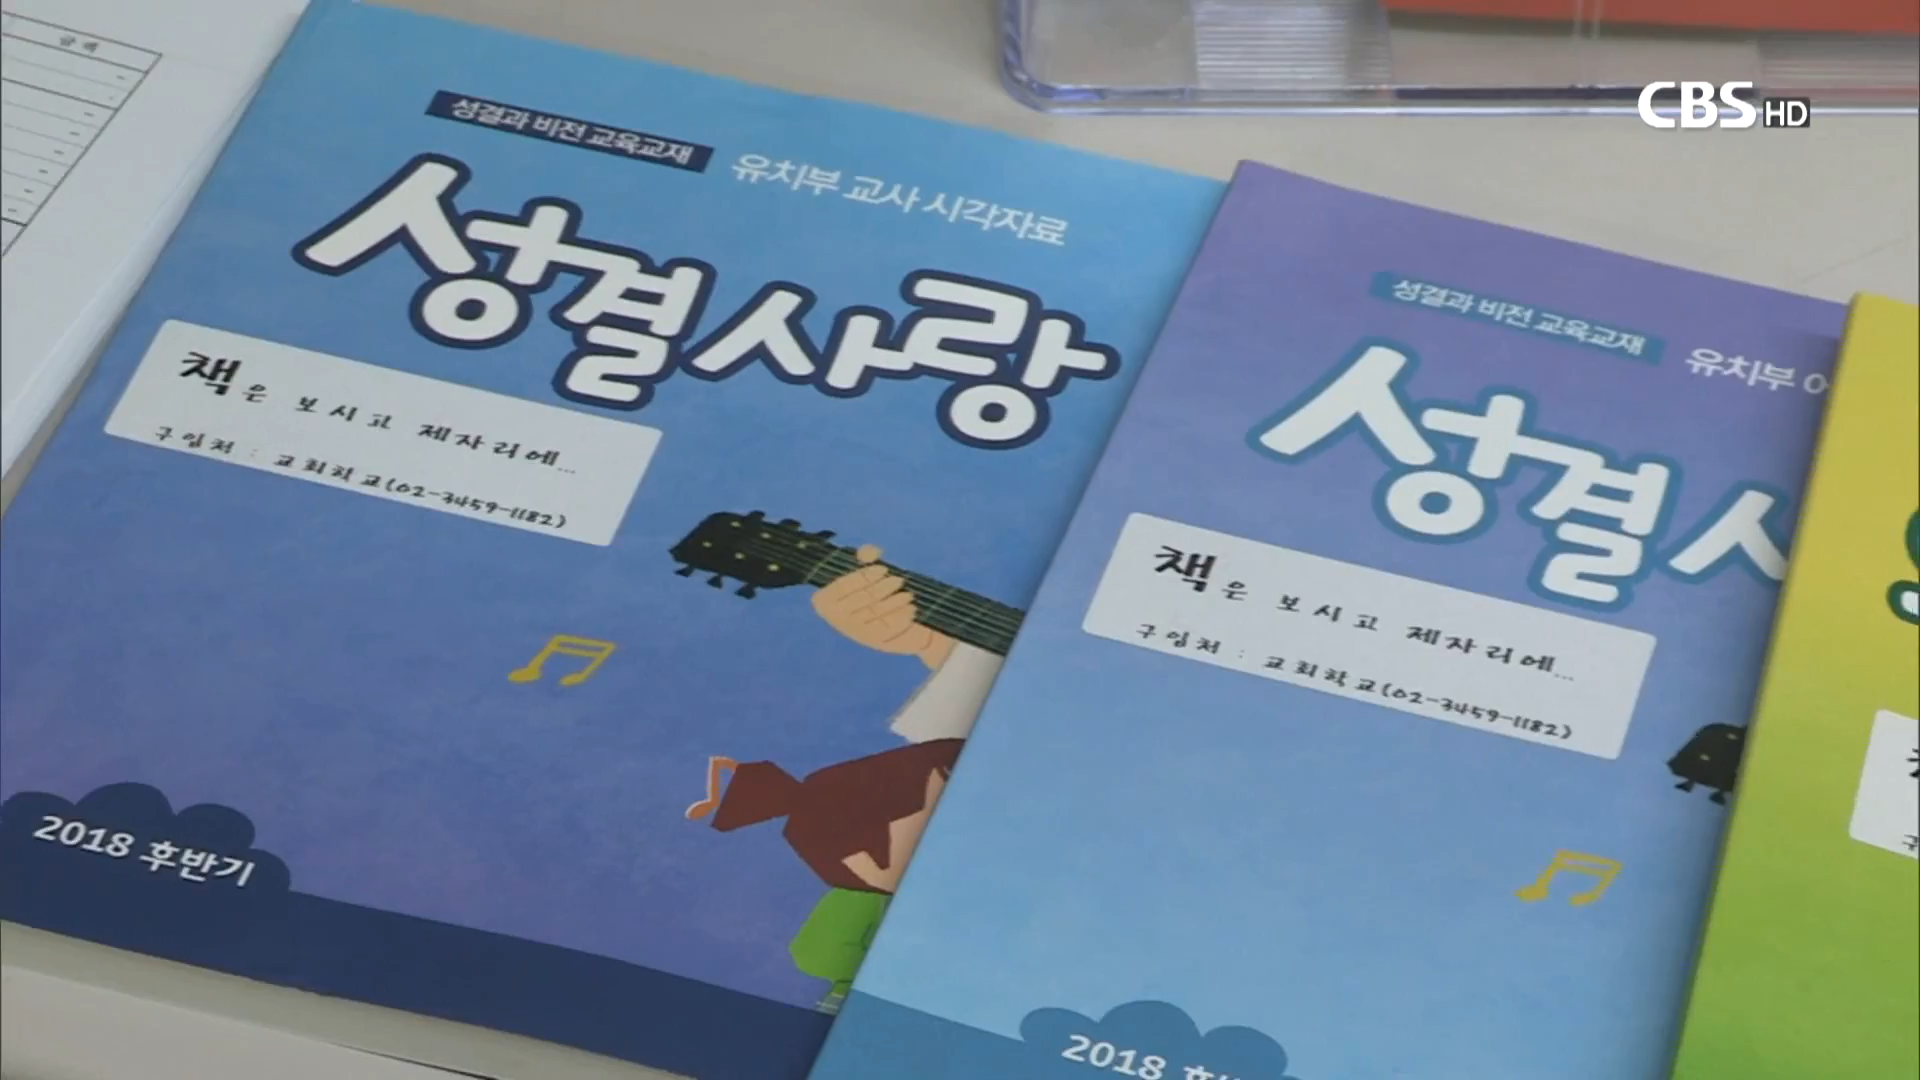 금 액
CBS HD
성결과 비전 교육교재
유치부 교사 시각자료
성결사랑
책은 보시고 제자리에...
구입처 : 교회학교(02-3459-1182)
2018 후반기
성결과 비전 교육교재
유치부
성결
책은 보시고 제자리에...
구입처 : 교회학교(02-3459-1182)
2018